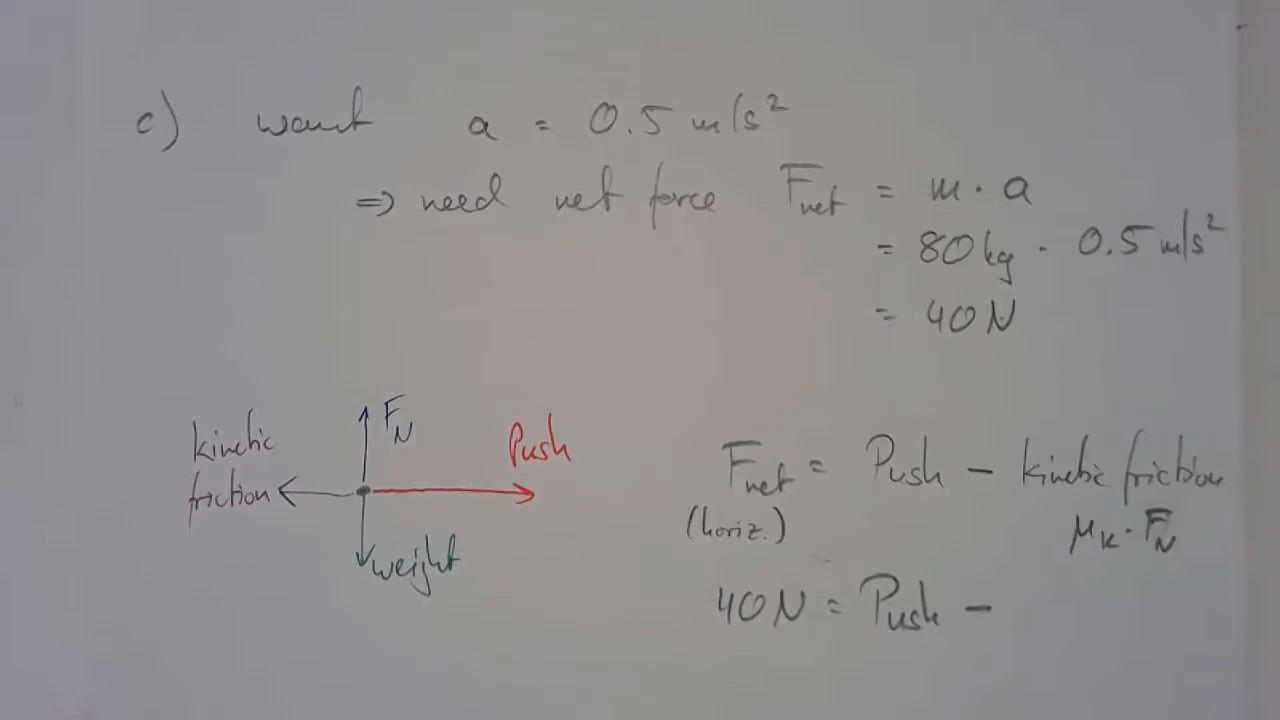 c) want a = 0.5 m/s²
⇒ need net force F_net = m · a
= 80 kg · 0.5 m/s²
= 40 N
F_N
Push
kinetic
friction
weight
F_net = Push − kinetic friction
(horiz.) μ_K · F_N
40 N = Push −